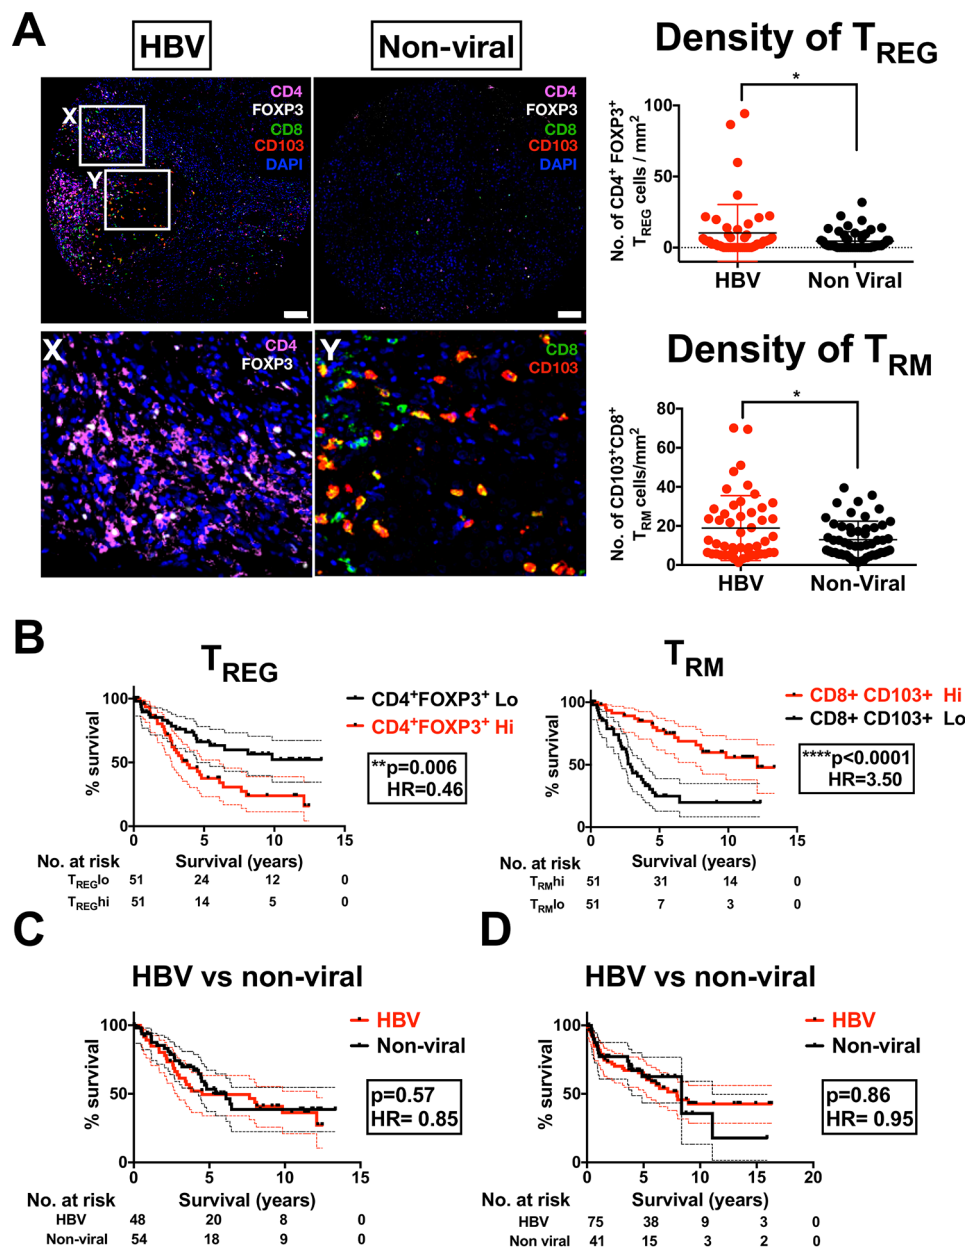 A
HBV
Non-viral
X
Y
CD4
FOXP3
CD8
CD103
DAPI
CD4
FOXP3
CD8
CD103
DAPI
X
CD4
FOXP3
Y
CD8
CD103
Density of TREG
*
No. of CD4+ FOXP3+
TREG cells / mm2
100
50
0
HBV
Non Viral
Density of TRM
*
No. of CD103+CD8+
TRM cells/mm2
80
60
40
20
0
HBV
Non-Viral
B
TREG
% survival
100
50
0
0
5
10
15
CD4+FOXP3+ Lo
CD4+FOXP3+ Hi
**p=0.006
HR=0.46
No. at risk
Survival (years)
TREGlo 51 24 12 0
TREGhi 51 14 5 0
TRM
% survival
100
50
0
0
5
10
15
CD8+ CD103+ Hi
CD8+ CD103+ Lo
****p<0.0001
HR=3.50
No. at risk
Survival (years)
TRMhi 51 31 14 0
TRMlo 51 7 3 0
C
HBV vs non-viral
% survival
100
50
0
0
5
10
15
HBV
Non-viral
p=0.57
HR= 0.85
No. at risk
Survival (years)
HBV 48 20 8 0
Non-viral 54 18 9 0
D
HBV vs non-viral
% survival
100
50
0
0
5
10
15
20
HBV
Non-viral
p=0.86
HR= 0.95
No. at risk
Survival (years)
HBV 75 38 9 3 0
Non viral 41 15 3 2 0